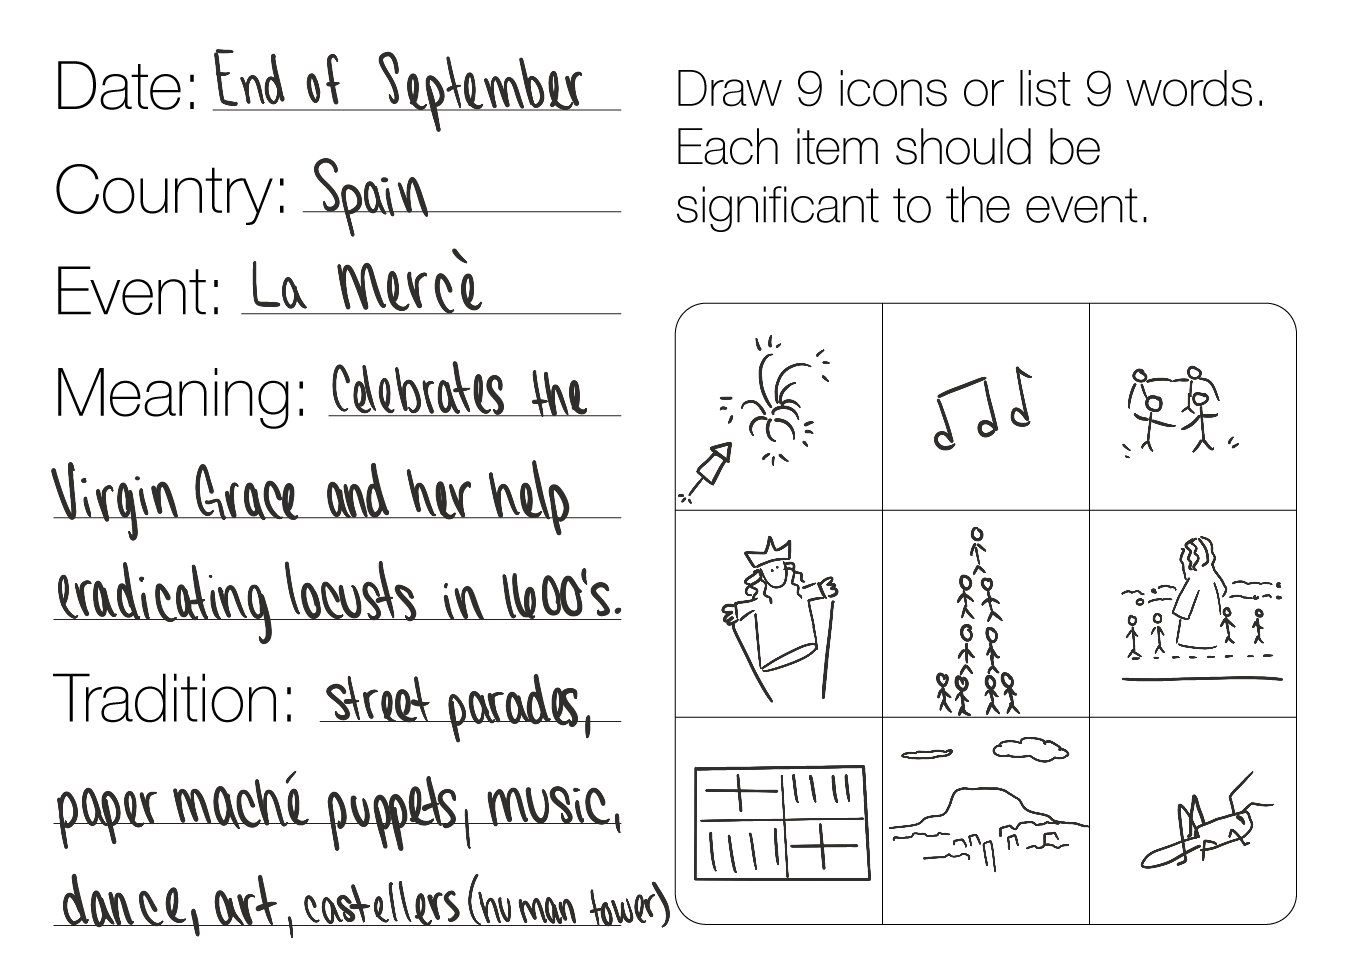 Date: End of September
Country: Spain
Event: La Mercè
Meaning: Celebrates the
Virgin Grace and her help
eradicating locusts in 1600's.
Tradition: street parades,
paper maché puppets, music,
dance, art, castellers (human tower)
Draw 9 icons or list 9 words.
Each item should be
significant to the event.